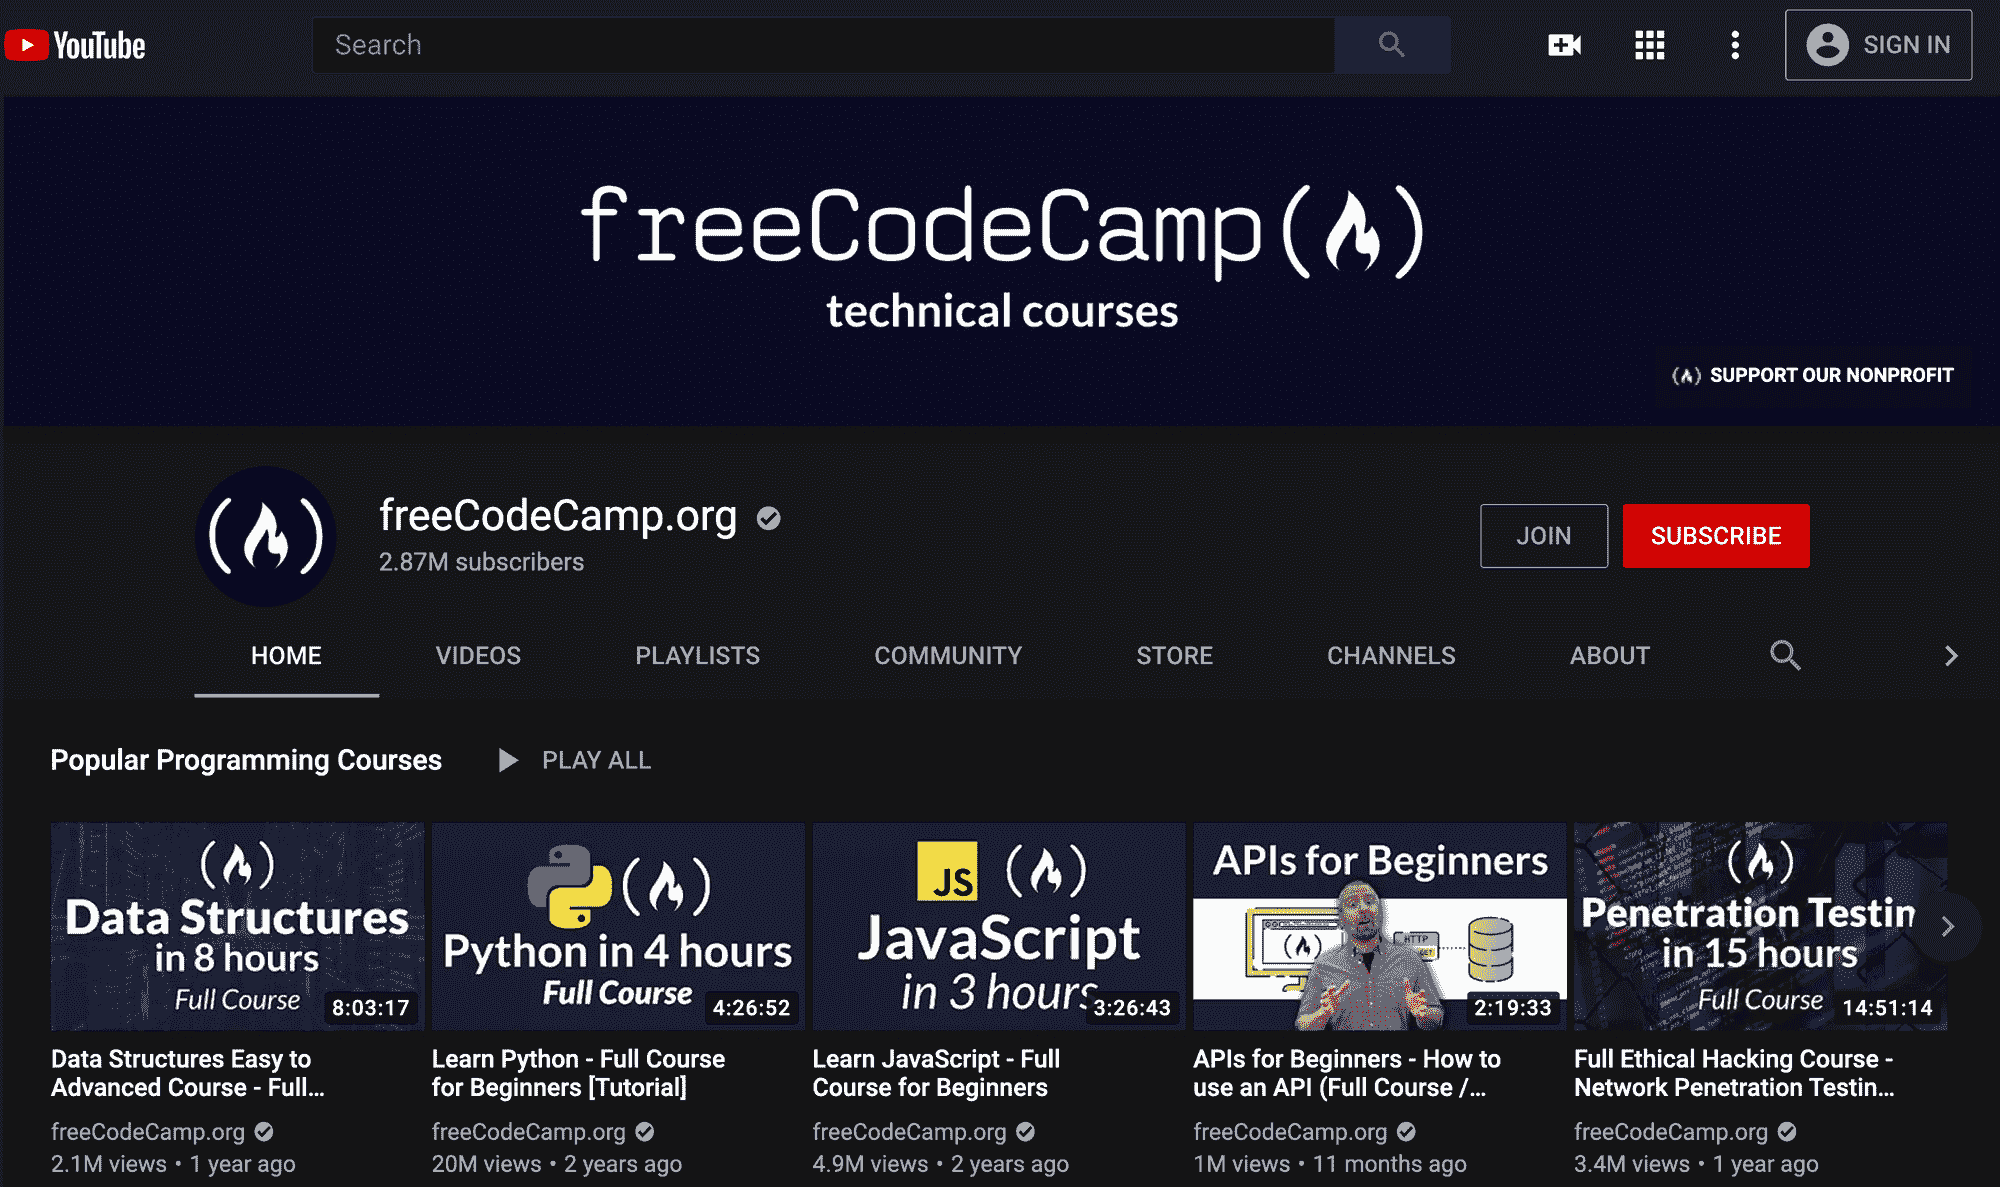 YouTube
Search
SIGN IN
freeCodeCamp
technical courses
SUPPORT OUR NONPROFIT
freeCodeCamp.org
2.87M subscribers
JOIN
SUBSCRIBE
HOME
VIDEOS
PLAYLISTS
COMMUNITY
STORE
CHANNELS
ABOUT
Popular Programming Courses
PLAY ALL
Data Structures
in 8 hours
Full Course
8:03:17
Python in 4 hours
Full Course
4:26:52
JS
JavaScript
in 3 hours
3:26:43
APIs for Beginners
HTTP
2:19:33
Penetration Testin
in 15 hours
Full Course
14:51:14
Data Structures Easy to
Advanced Course - Full...
freeCodeCamp.org
2.1M views • 1 year ago
Learn Python - Full Course
for Beginners [Tutorial]
freeCodeCamp.org
20M views • 2 years ago
Learn JavaScript - Full
Course for Beginners
freeCodeCamp.org
4.9M views • 2 years ago
APIs for Beginners - How to
use an API (Full Course /...
freeCodeCamp.org
1M views • 11 months ago
Full Ethical Hacking Course -
Network Penetration Testin...
freeCodeCamp.org
3.4M views • 1 year ago